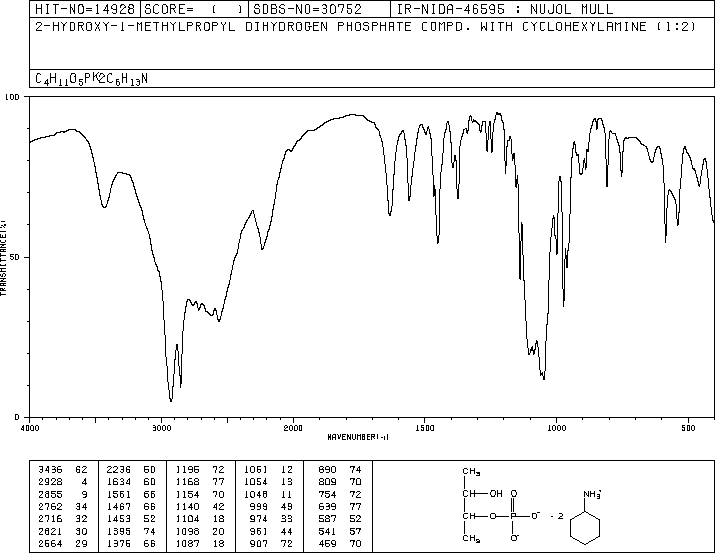 HIT-NO=14928 SCORE= ( ) SDBS-NO=30752 IR-NIDA-46595 : NUJOL MULL
2-HYDROXY-1-METHYLPROPYL DIHYDROGEN PHOSPHATE COMPD. WITH CYCLOHEXYLAMINE (1:2)
C4H11O5P 2C6H13N
100
TRANSMITTANCE(%)
50
0
4000 3000 2000 1500 1000 500
WAVENUMBER(-1)
3436 62 2236 60 1196 72 1061 12 890 74
2928 4 1634 60 1168 77 1054 13 809 70
2855 9 1561 66 1154 70 1048 11 754 72
2762 34 1467 66 1140 42 999 49 639 77
2716 32 1453 52 1104 18 974 33 587 52
2621 30 1395 74 1098 20 961 44 541 57
2564 29 1376 66 1087 18 907 72 459 70
CH3
CH-OH O NH3+
CH-O-P-O- · 2
CH3 O-